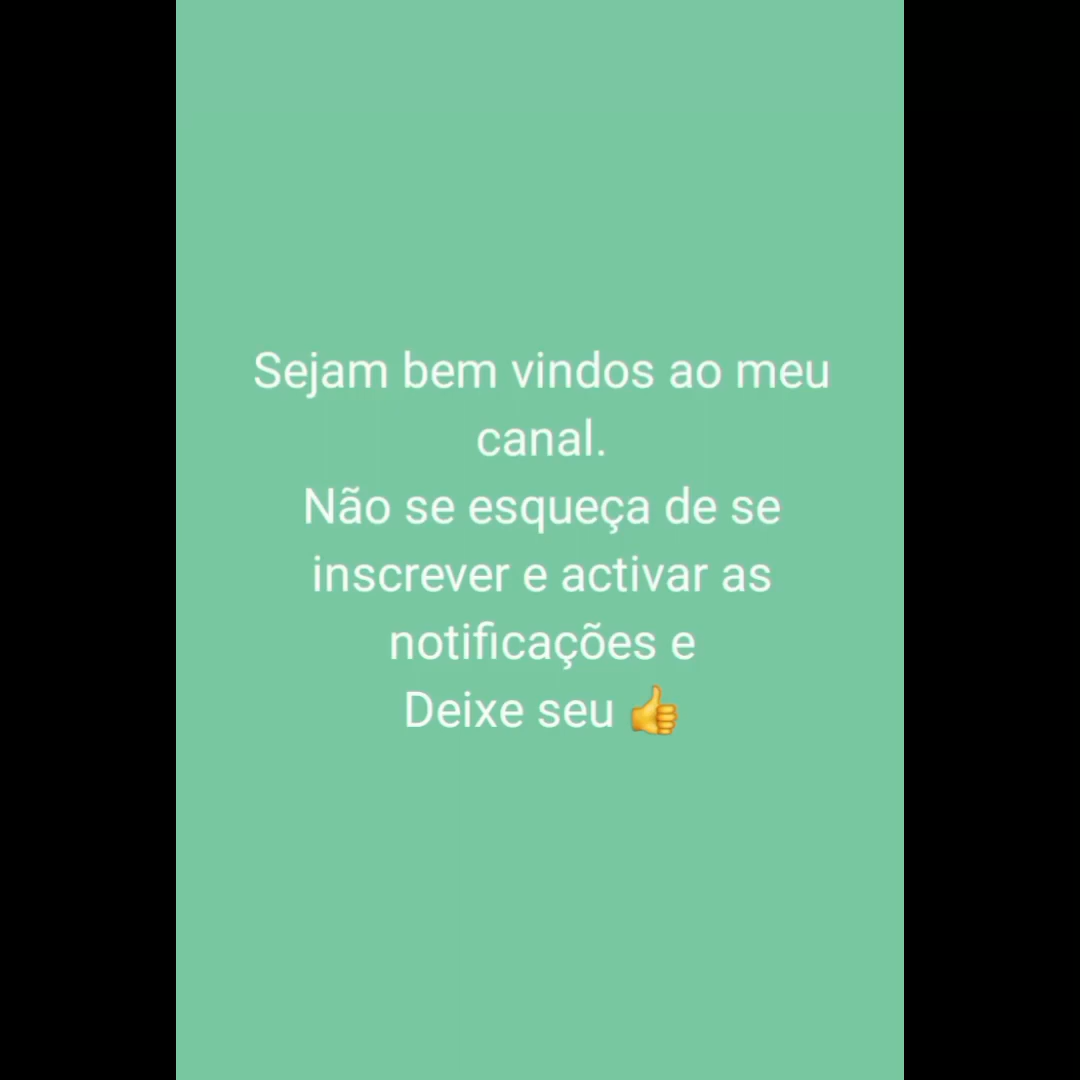 Sejam bem vindos ao meu
canal.
Não se esqueça de se
inscrever e activar as
notificações e
Deixe seu 👍